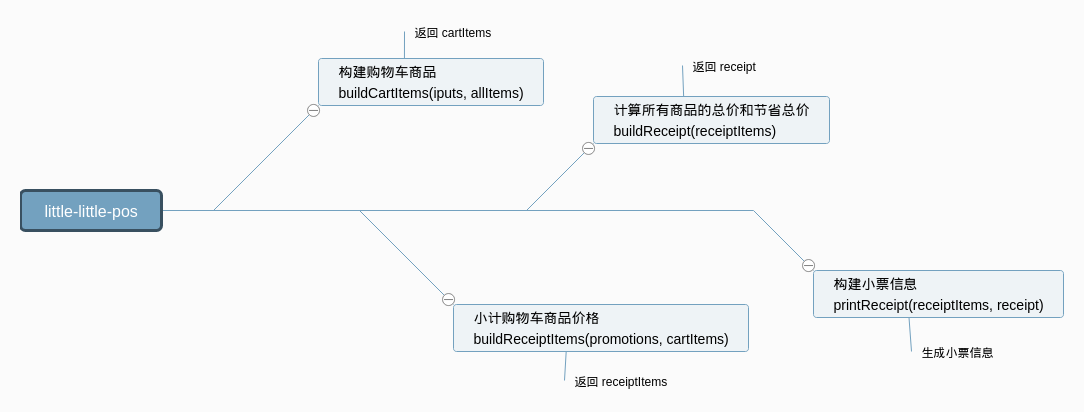 返回 cartItems
构建购物车商品
buildCartItems(iputs, allItems)
返回 receipt
计算所有商品的总价和节省总价
buildReceipt(receiptItems)
little-little-pos
构建小票信息
printReceipt(receiptItems, receipt)
生成小票信息
小计购物车商品价格
buildReceiptItems(promotions, cartItems)
返回 receiptItems